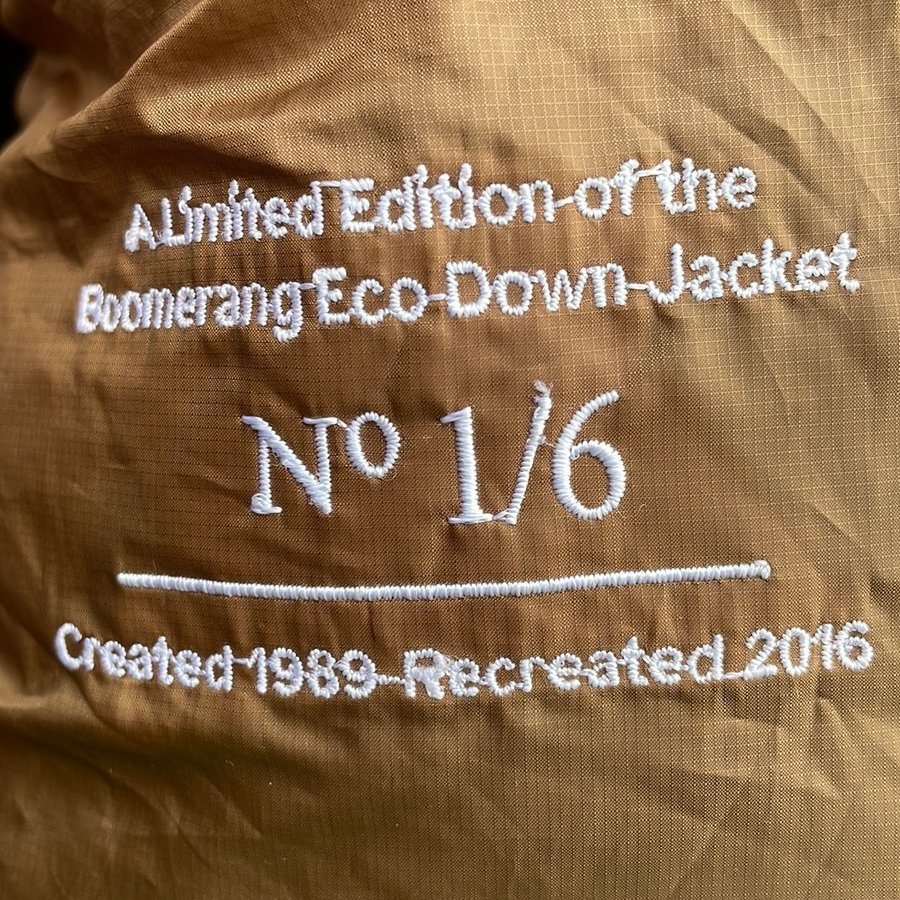 A Limited Edition of the
Boomerang Eco Down Jacket
Nº 1/6
Created 1989 Recreated 2016